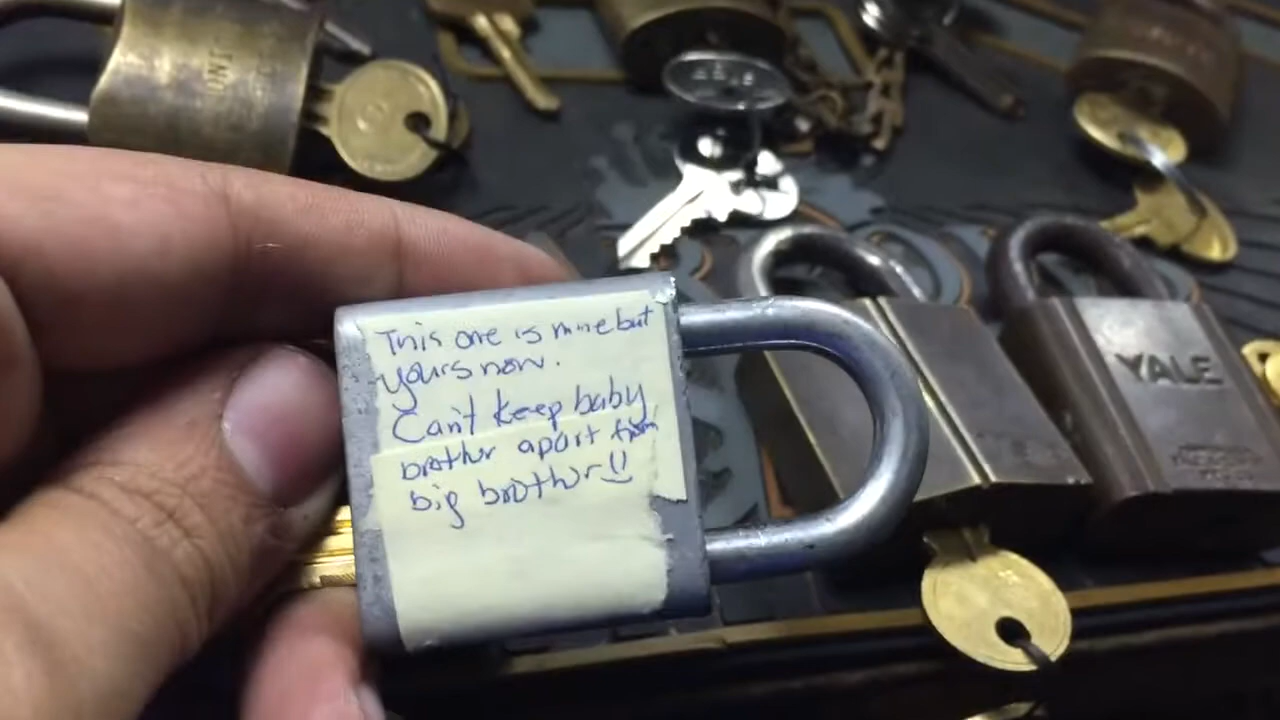 This one is mine but
yours now.
Can't keep baby
brother apart from
big brother
YALE